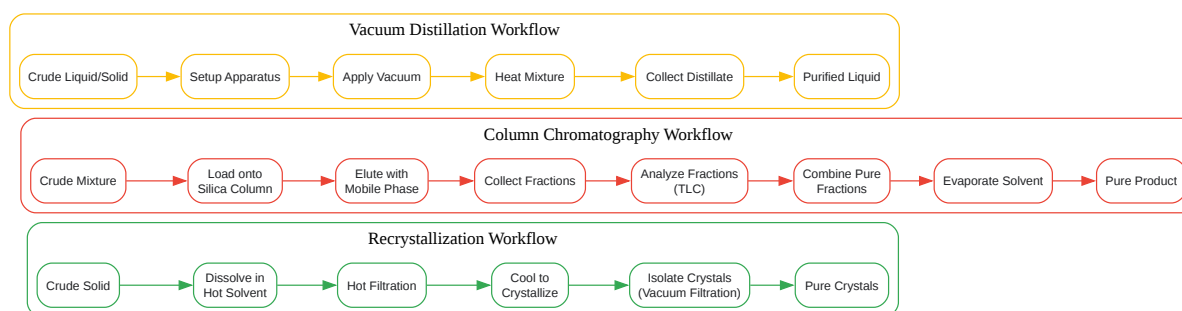 Vacuum Distillation Workflow
Crude Liquid/Solid
Setup Apparatus
Apply Vacuum
Heat Mixture
Collect Distillate
Purified Liquid
Column Chromatography Workflow
Crude Mixture
Load onto
Silica Column
Elute with
Mobile Phase
Collect Fractions
Analyze Fractions
(TLC)
Combine Pure
Fractions
Evaporate Solvent
Pure Product
Recrystallization Workflow
Crude Solid
Dissolve in
Hot Solvent
Hot Filtration
Cool to
Crystallize
Isolate Crystals
(Vacuum Filtration)
Pure Crystals